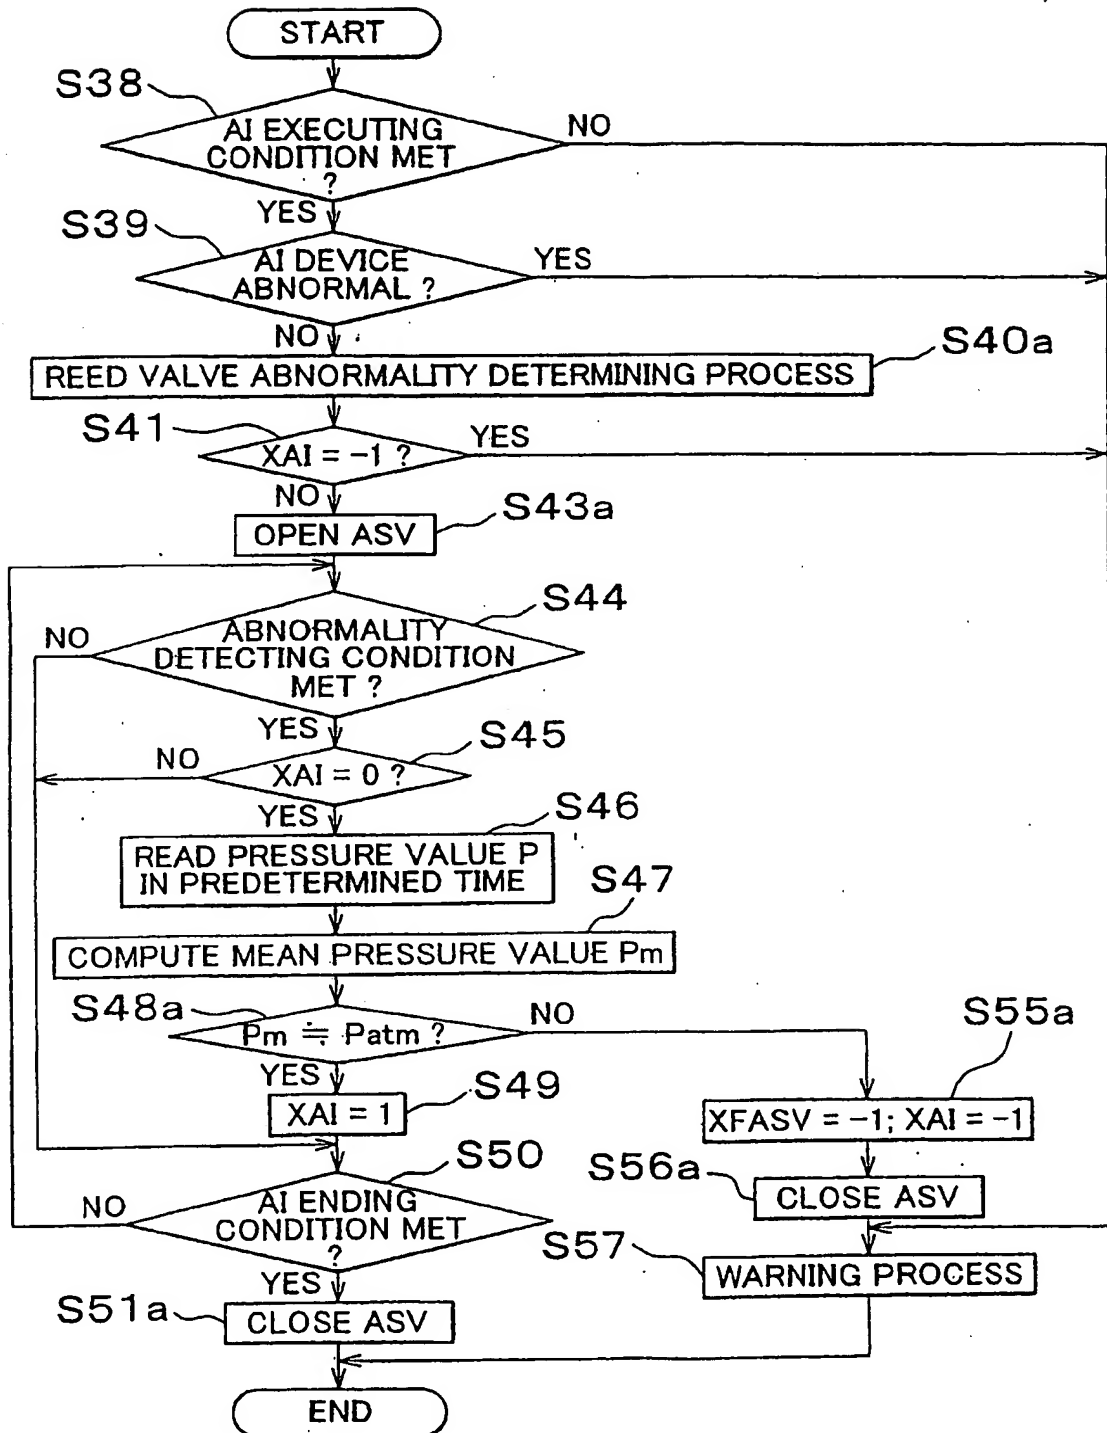 START
S38
AI EXECUTING
CONDITION MET
?
NO
YES
S39
AI DEVICE
ABNORMAL ?
YES
NO
S40a
REED VALVE ABNORMALITY DETERMINING PROCESS
S41
XAI = −1 ?
YES
NO
S43a
OPEN ASV
S44
NO
ABNORMALITY
DETECTING CONDITION
MET ?
YES
S45
NO
XAI = 0 ?
YES
S46
READ PRESSURE VALUE P
IN PREDETERMINED TIME
S47
COMPUTE MEAN PRESSURE VALUE Pm
S48a
Pm ≒ Patm ?
NO
YES
S55a
S49
XAI = 1
XFASV = −1; XAI = −1
S50
NO
AI ENDING
CONDITION MET
?
S56a
CLOSE ASV
YES
S57
WARNING PROCESS
S51a
CLOSE ASV
END